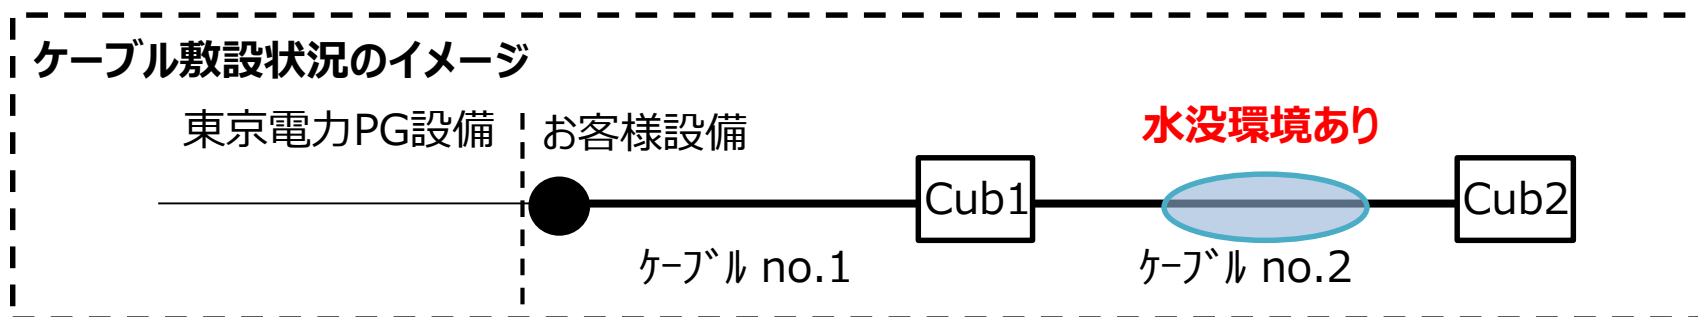 ケーブル敷設状況のイメージ
東京電力PG設備
お客様設備
水没環境あり
Cub1
Cub2
ｹｰﾌﾞﾙ no.1
ｹｰﾌﾞﾙ no.2